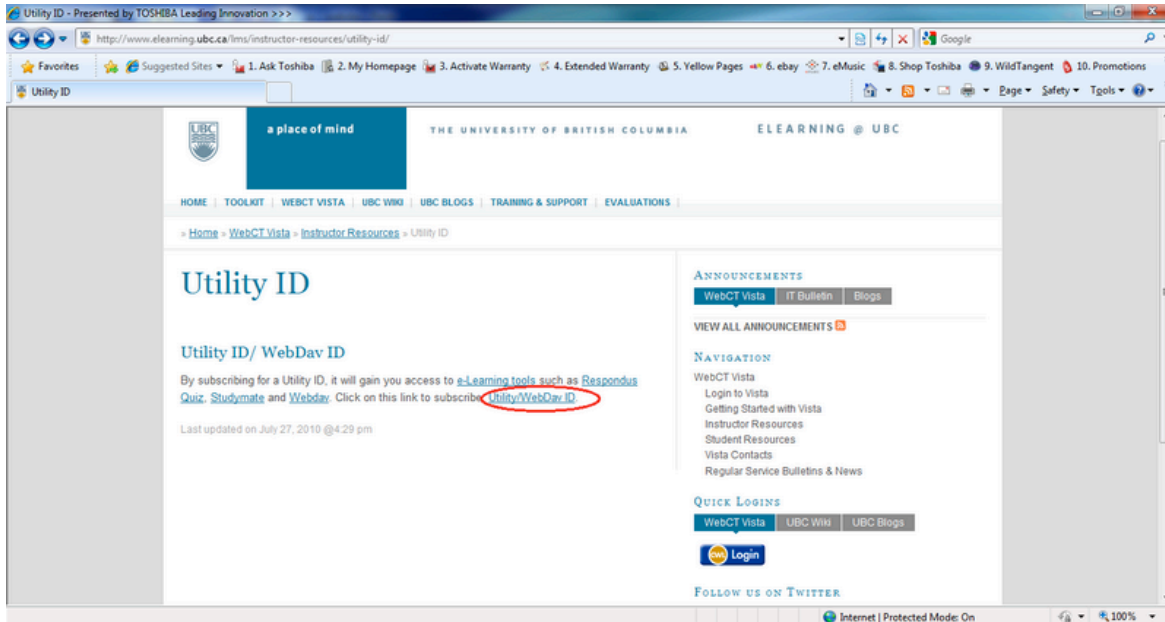 Utility ID - Presented by TOSHIBA Leading Innovation >>>
http://www.elearning.ubc.ca/lms/instructor-resources/utility-id/
Google
Favorites Suggested Sites 1. Ask Toshiba 2. My Homepage 3. Activate Warranty 4. Extended Warranty 5. Yellow Pages 6. ebay 7. eMusic 8. Shop Toshiba 9. WildTangent 10. Promotions
Utility ID
Page Safety Tools
UBC
a place of mind
THE UNIVERSITY OF BRITISH COLUMBIA
ELEARNING @ UBC
HOME | TOOLKIT | WEBCT VISTA | UBC WIKI | UBC BLOGS | TRAINING & SUPPORT | EVALUATIONS |
» Home » WebCT Vista » Instructor Resources » Utility ID
Utility ID
Utility ID/ WebDav ID
By subscribing for a Utility ID, it will gain you access to e-Learning tools such as Respondus
Quiz, Studymate and Webdav. Click on this link to subscribe Utility/WebDav ID.
Last updated on July 27, 2010 @4:29 pm
ANNOUNCEMENTS
WebCT Vista IT Bulletin Blogs
VIEW ALL ANNOUNCEMENTS
NAVIGATION
WebCT Vista
Login to Vista
Getting Started with Vista
Instructor Resources
Student Resources
Vista Contacts
Regular Service Bulletins & News
QUICK LOGINS
WebCT Vista UBC Wiki UBC Blogs
CWL Login
FOLLOW US ON TWITTER
Internet | Protected Mode: On
100%